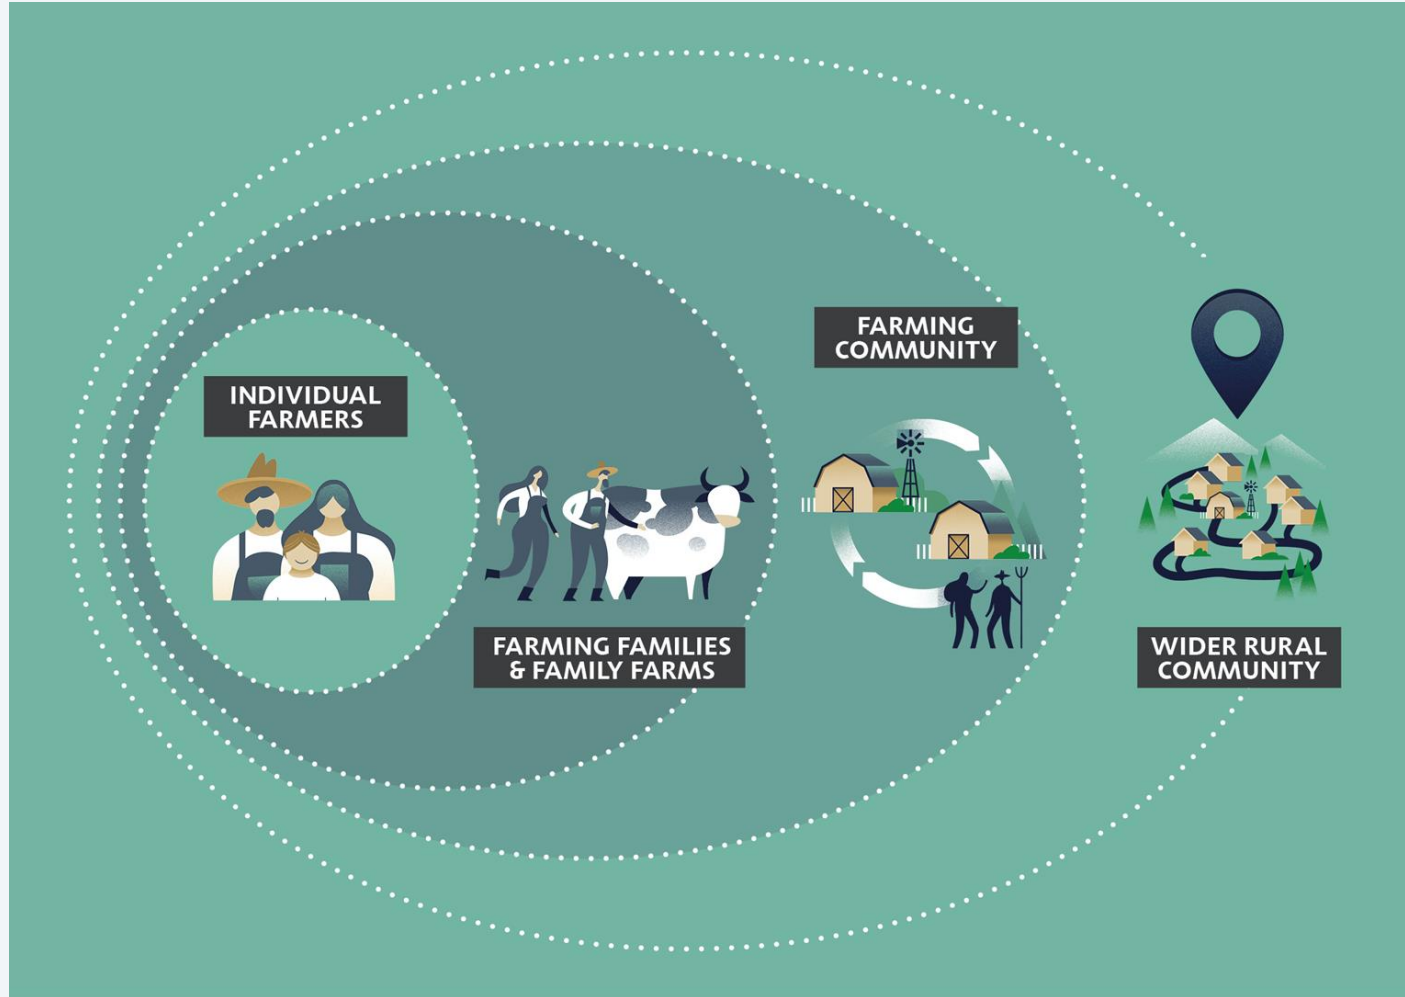 INDIVIDUAL
FARMERS
FARMING FAMILIES
& FAMILY FARMS
FARMING
COMMUNITY
WIDER RURAL
COMMUNITY